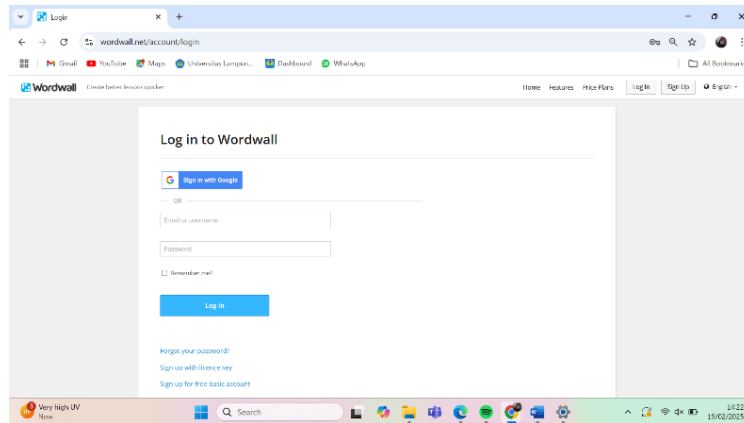 Login
wordwall.net/account/login
Gmail YouTube Maps Universitas Lampun... Dashboard WhatsApp All Bookmark
Wordwall Create better lessons quicker Home Features Price Plans Log In Sign Up English
Log in to Wordwall
Sign in with Google
OR
Email or username
Password
Remember me?
Log in
Forgot your password?
Sign up with licence key
Sign up for free basic account
3 Very high UV
Now
Search
14:22
19/02/2025